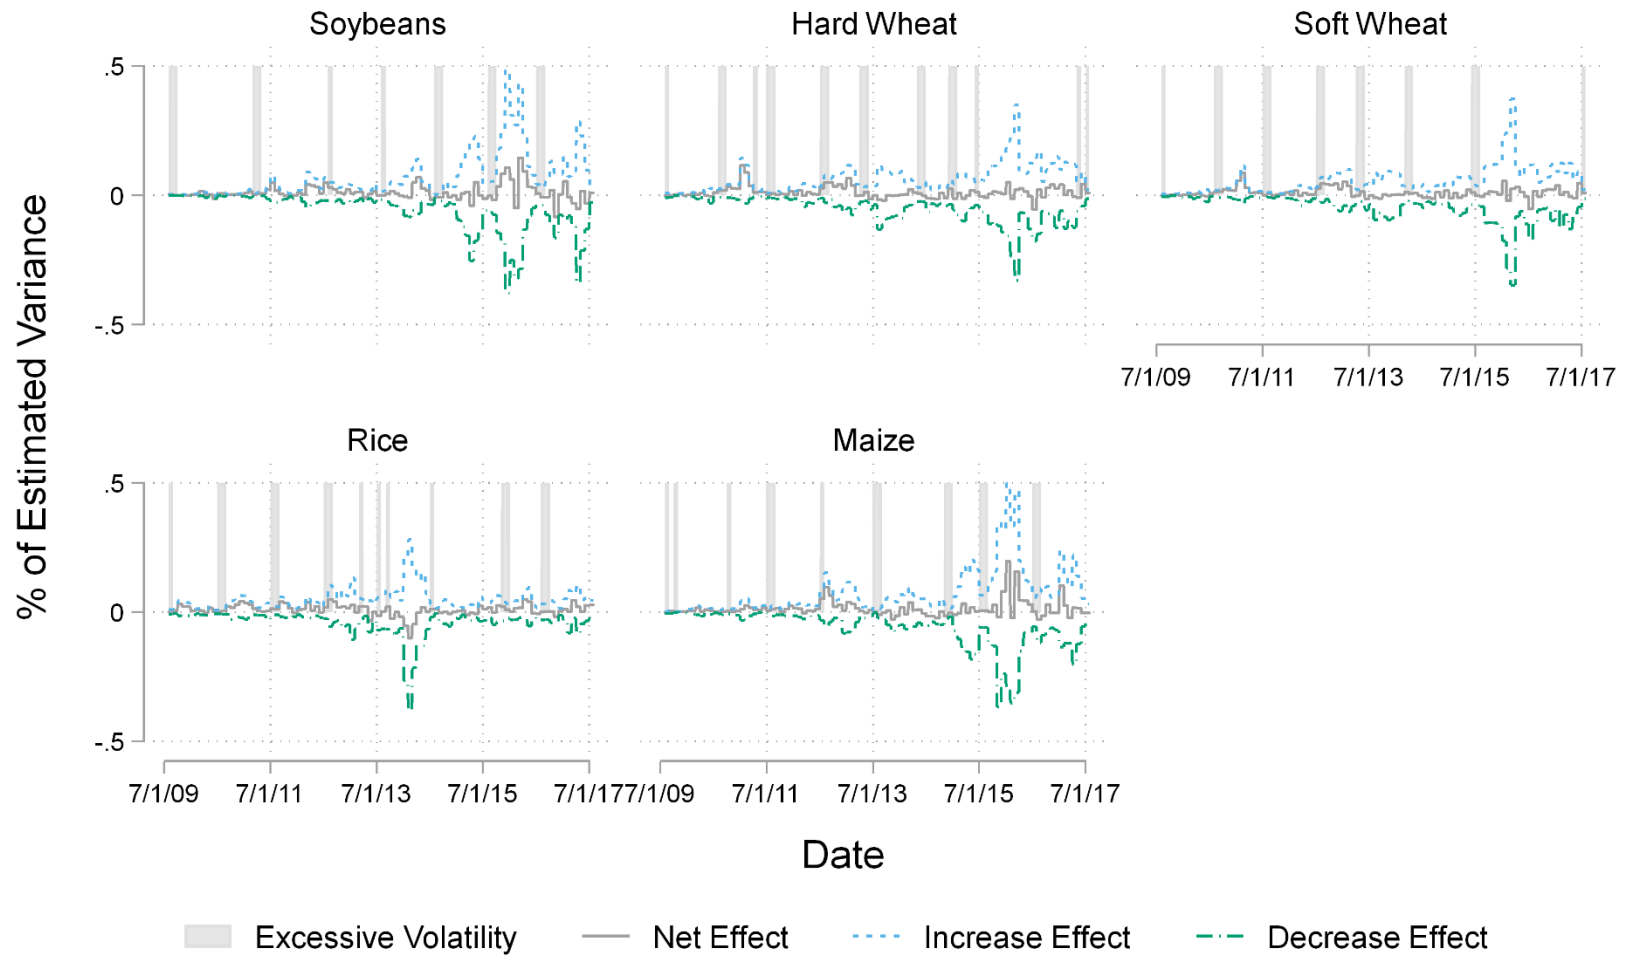 Soybeans
Hard Wheat
Soft Wheat
.5
0
-.5
7/1/09 7/1/11 7/1/13 7/1/15 7/1/17
Rice
Maize
.5
0
-.5
7/1/09 7/1/11 7/1/13 7/1/15 7/1/17
7/1/09 7/1/11 7/1/13 7/1/15 7/1/17
% of Estimated Variance
Date
Excessive Volatility
Net Effect
Increase Effect
Decrease Effect